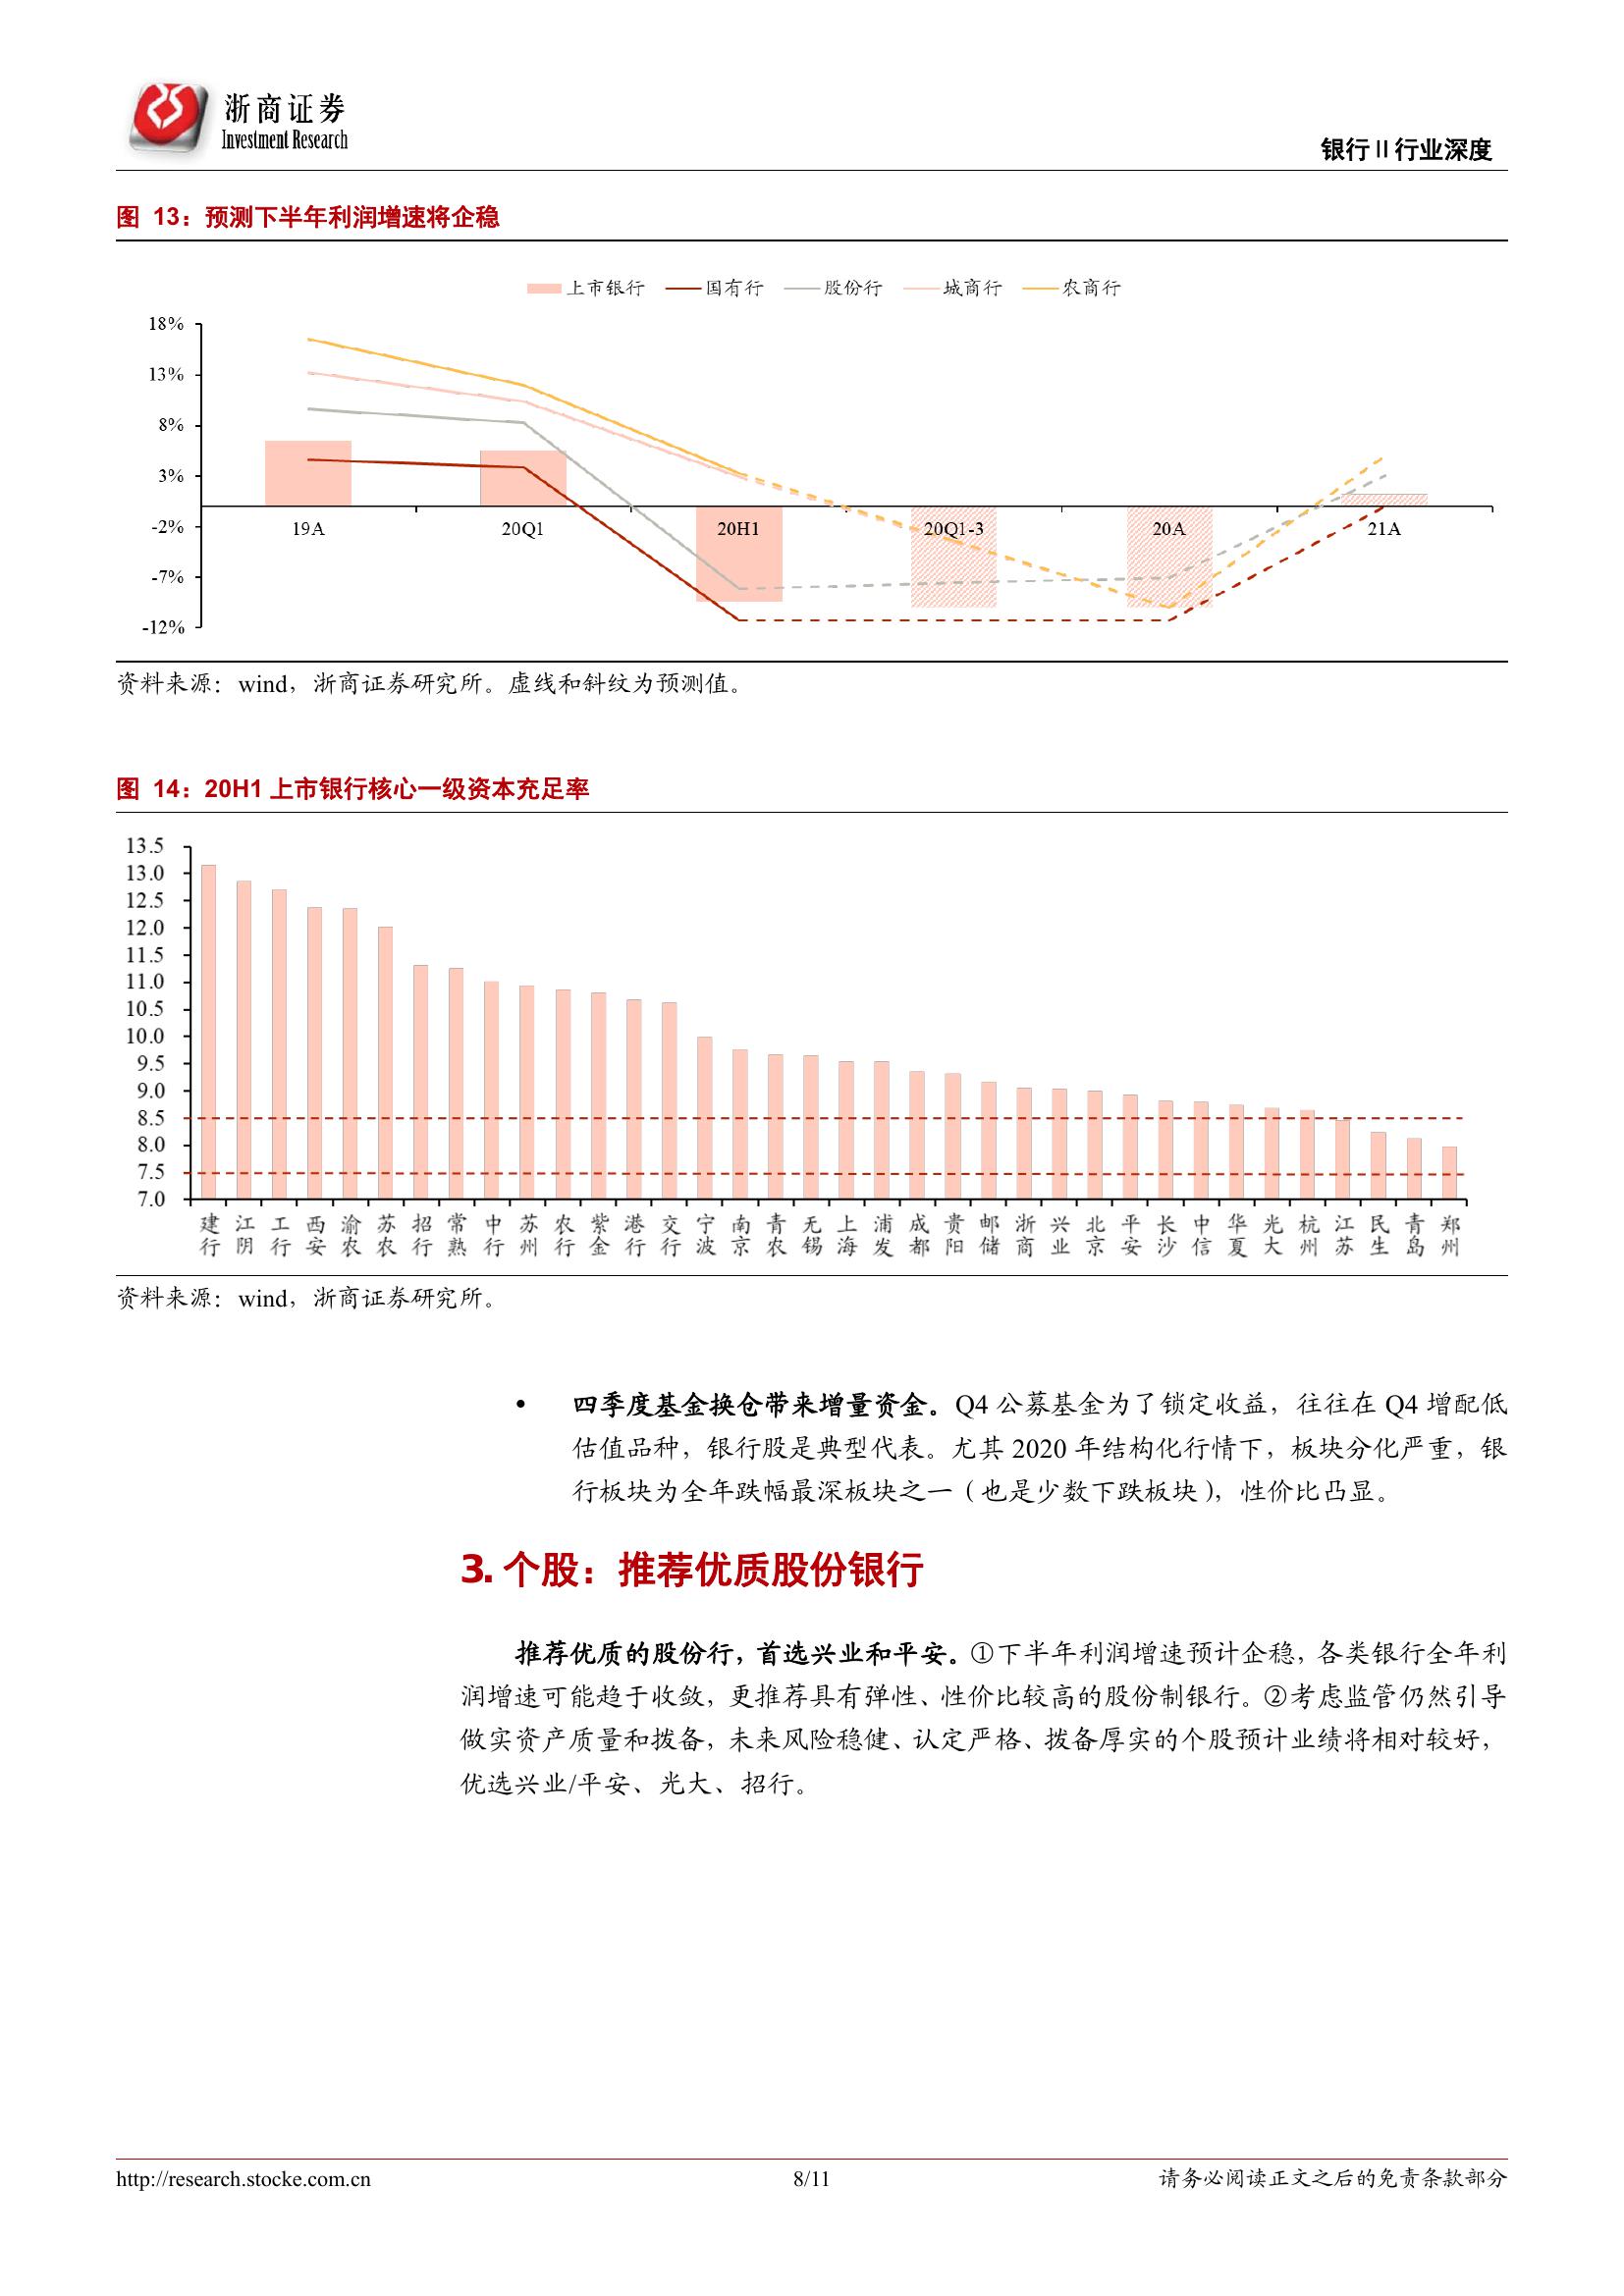 浙商证券
Investment Research
银行Ⅱ行业深度
图 13：预测下半年利润增速将企稳
上市银行 国有行 股份行 城商行 农商行
18%
13%
8%
3%
-2%
-7%
-12%
19A 20Q1 20H1 20Q1-3 20A 21A
资料来源：wind，浙商证券研究所。虚线和斜纹为预测值。
图 14：20H1 上市银行核心一级资本充足率
13.5
13.0
12.5
12.0
11.5
11.0
10.5
10.0
9.5
9.0
8.5
8.0
7.5
7.0
建行 江阴 工行 西安 渝农 苏农 招行 常熟 中行 苏州 农行 紫金 港行 交行 宁波 南京 青农 无锡 上海 浦发 成都 贵阳 邮储 浙商 兴业 北京 平安 长沙 中信 华夏 光大 杭州 江苏 民生 青岛 郑州
资料来源：wind，浙商证券研究所。
• 四季度基金换仓带来增量资金。Q4 公募基金为了锁定收益，往往在 Q4 增配低
估值品种，银行股是典型代表。尤其 2020 年结构化行情下，板块分化严重，银
行板块为全年跌幅最深板块之一（也是少数下跌板块），性价比凸显。
3. 个股：推荐优质股份银行
推荐优质的股份行，首选兴业和平安。①下半年利润增速预计企稳，各类银行全年利
润增速可能趋于收敛，更推荐具有弹性、性价比较高的股份制银行。②考虑监管仍然引导
做实资产质量和拨备，未来风险稳健、认定严格、拨备厚实的个股预计业绩将相对较好，
优选兴业/平安、光大、招行。
http://research.stocke.com.cn 8/11 请务必阅读正文之后的免责条款部分